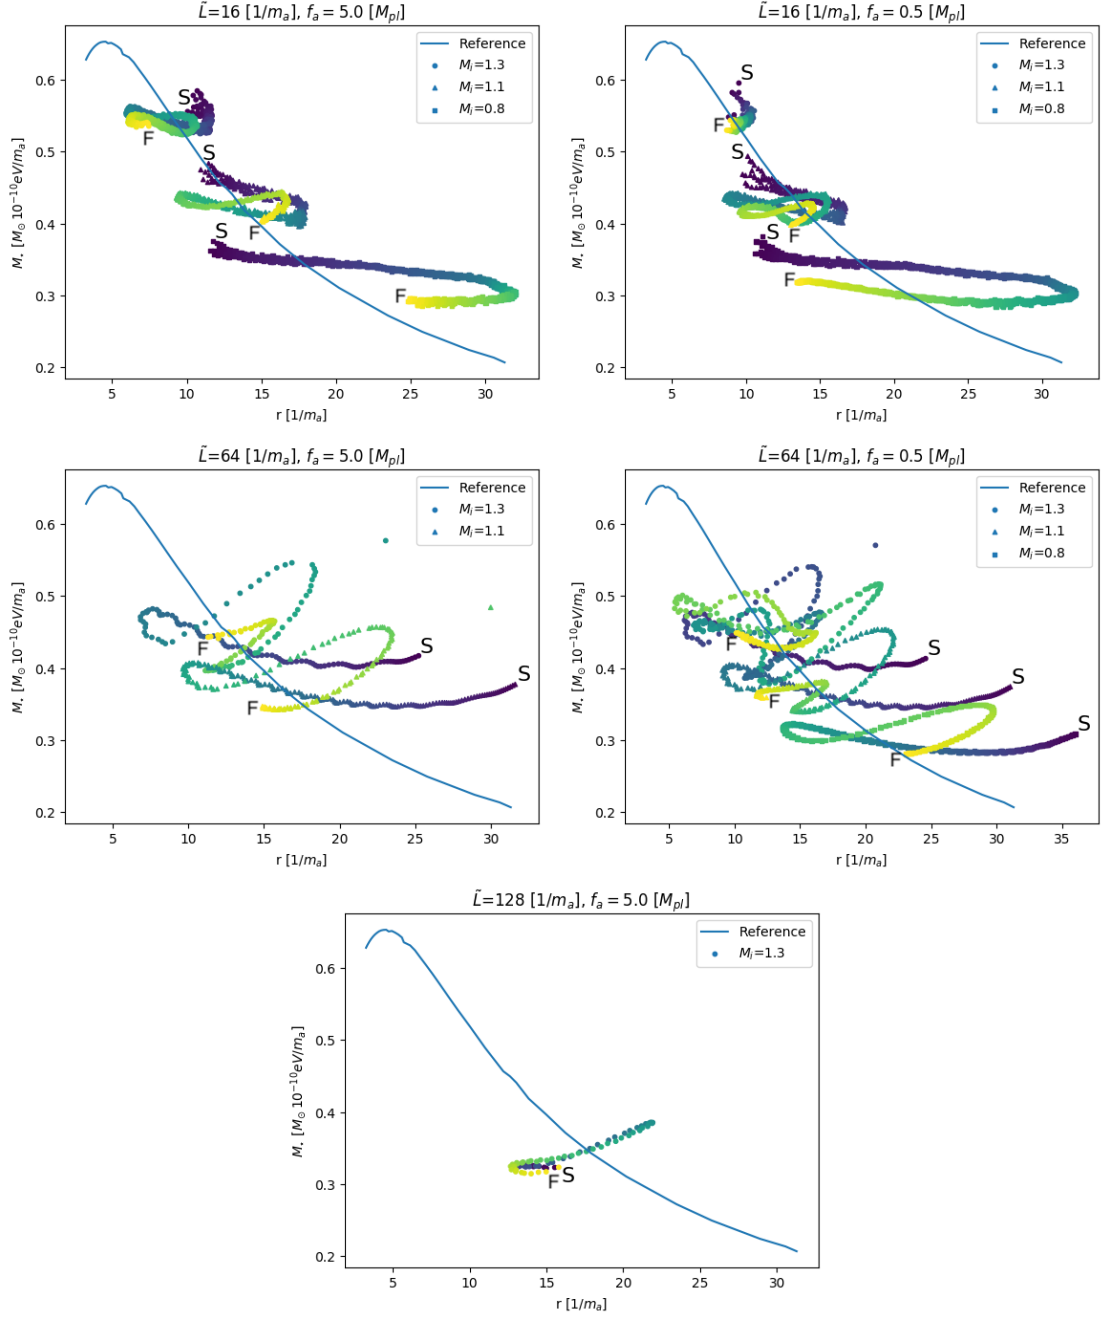 L̃=16 [1/mₐ], fₐ = 5.0 [Mₚₗ]
M⋆ [M⊙ 10⁻¹⁰eV/mₐ]
0.6
0.5
0.4
0.3
0.2
Reference
Mᵢ=1.3
Mᵢ=1.1
Mᵢ=0.8
S
F
S
F
S
F
5 10 15 20 25 30
r [1/mₐ]
L̃=16 [1/mₐ], fₐ = 0.5 [Mₚₗ]
M⋆ [M⊙ 10⁻¹⁰eV/mₐ]
0.6
0.5
0.4
0.3
0.2
Reference
Mᵢ=1.3
Mᵢ=1.1
Mᵢ=0.8
S
F
S
F
S
F
5 10 15 20 25 30
r [1/mₐ]
L̃=64 [1/mₐ], fₐ = 5.0 [Mₚₗ]
M⋆ [M⊙ 10⁻¹⁰eV/mₐ]
0.6
0.5
0.4
0.3
0.2
Reference
Mᵢ=1.3
Mᵢ=1.1
F
S
S
F
5 10 15 20 25 30
r [1/mₐ]
L̃=64 [1/mₐ], fₐ = 0.5 [Mₚₗ]
M⋆ [M⊙ 10⁻¹⁰eV/mₐ]
0.6
0.5
0.4
0.3
0.2
Reference
Mᵢ=1.3
Mᵢ=1.1
Mᵢ=0.8
F
S
S
F
S
F
5 10 15 20 25 30 35
r [1/mₐ]
L̃=128 [1/mₐ], fₐ = 5.0 [Mₚₗ]
M⋆ [M⊙ 10⁻¹⁰eV/mₐ]
0.6
0.5
0.4
0.3
0.2
Reference
Mᵢ=1.3
F S
5 10 15 20 25 30
r [1/mₐ]